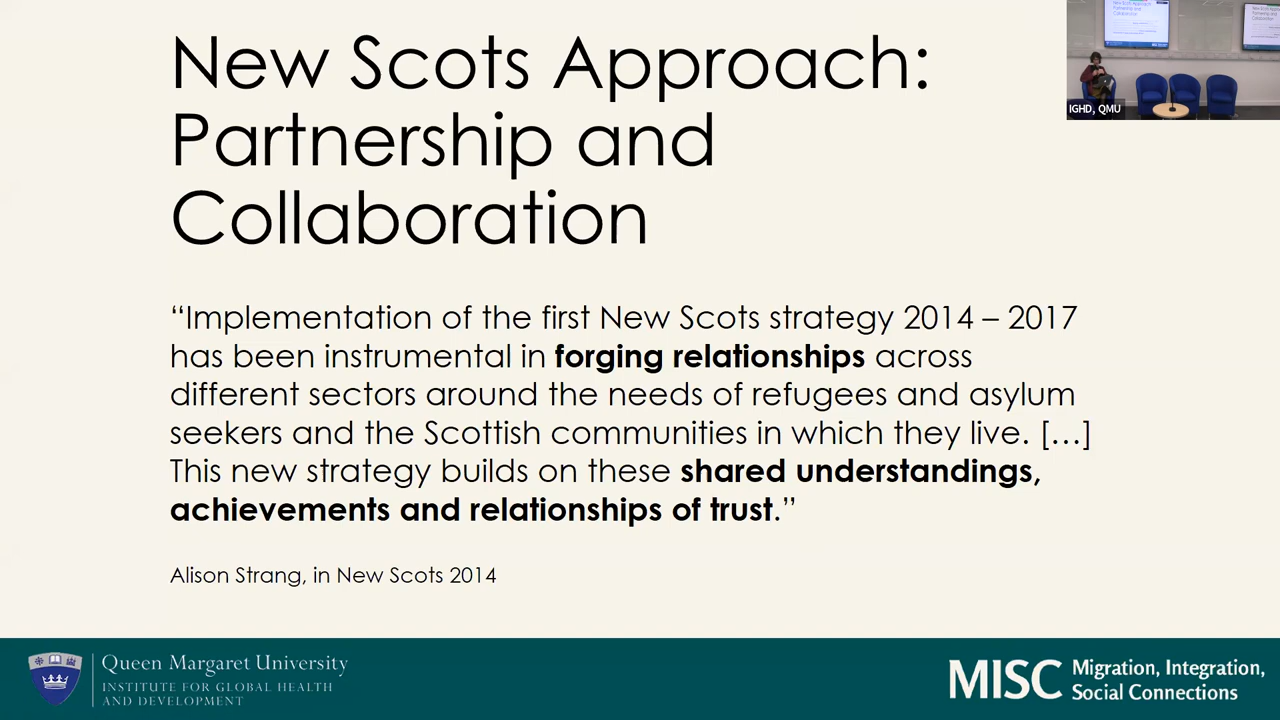 New Scots Approach:
Partnership and
Collaboration
IGHD, QMU
“Implementation of the first New Scots strategy 2014 – 2017
has been instrumental in forging relationships across
different sectors around the needs of refugees and asylum
seekers and the Scottish communities in which they live. […]
This new strategy builds on these shared understandings,
achievements and relationships of trust.”
Alison Strang, in New Scots 2014
Queen Margaret University
INSTITUTE FOR GLOBAL HEALTH
AND DEVELOPMENT
MISC Migration, Integration,
Social Connections